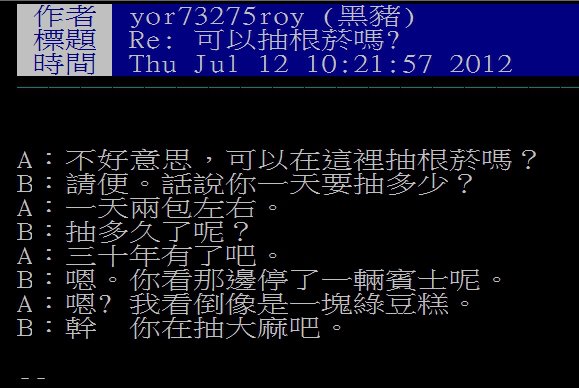 作者 yor73275roy (黑豬)
標題 Re: 可以抽根菸嗎?
時間 Thu Jul 12 10:21:57 2012
A：不好意思，可以在這裡抽根菸嗎？
B：請便。話說你一天要抽多少？
A：一天兩包左右。
B：抽多久了呢？
A：三十年有了吧。
B：嗯。你看那邊停了一輛賓士呢。
A：嗯? 我看倒像是一塊綠豆糕。
B：幹 你在抽大麻吧。
--